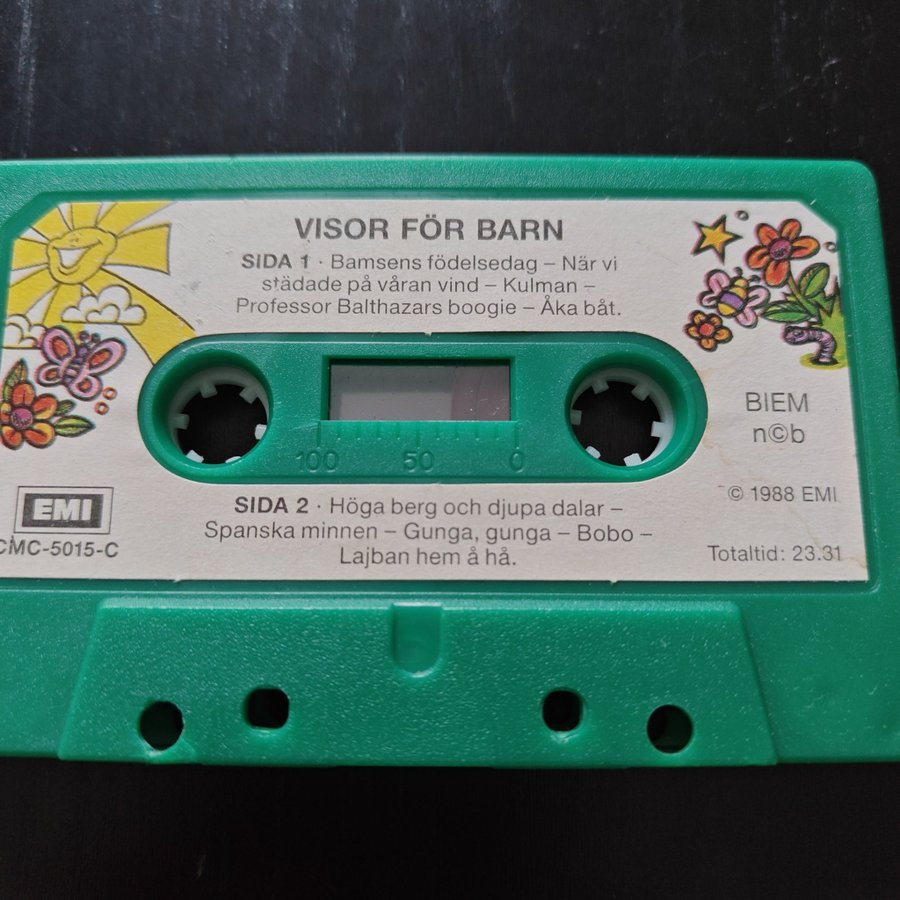 VISOR FÖR BARN
SIDA 1 · Bamsens födelsedag – När vi
städade på våran vind – Kulman –
Professor Balthazars boogie – Åka båt.
BIEM
n©b
100 50 0
EMI
CMC-5015-C
SIDA 2 · Höga berg och djupa dalar –
Spanska minnen – Gunga, gunga – Bobo –
Lajban hem å hå.
© 1988 EMI
Totaltid: 23.31